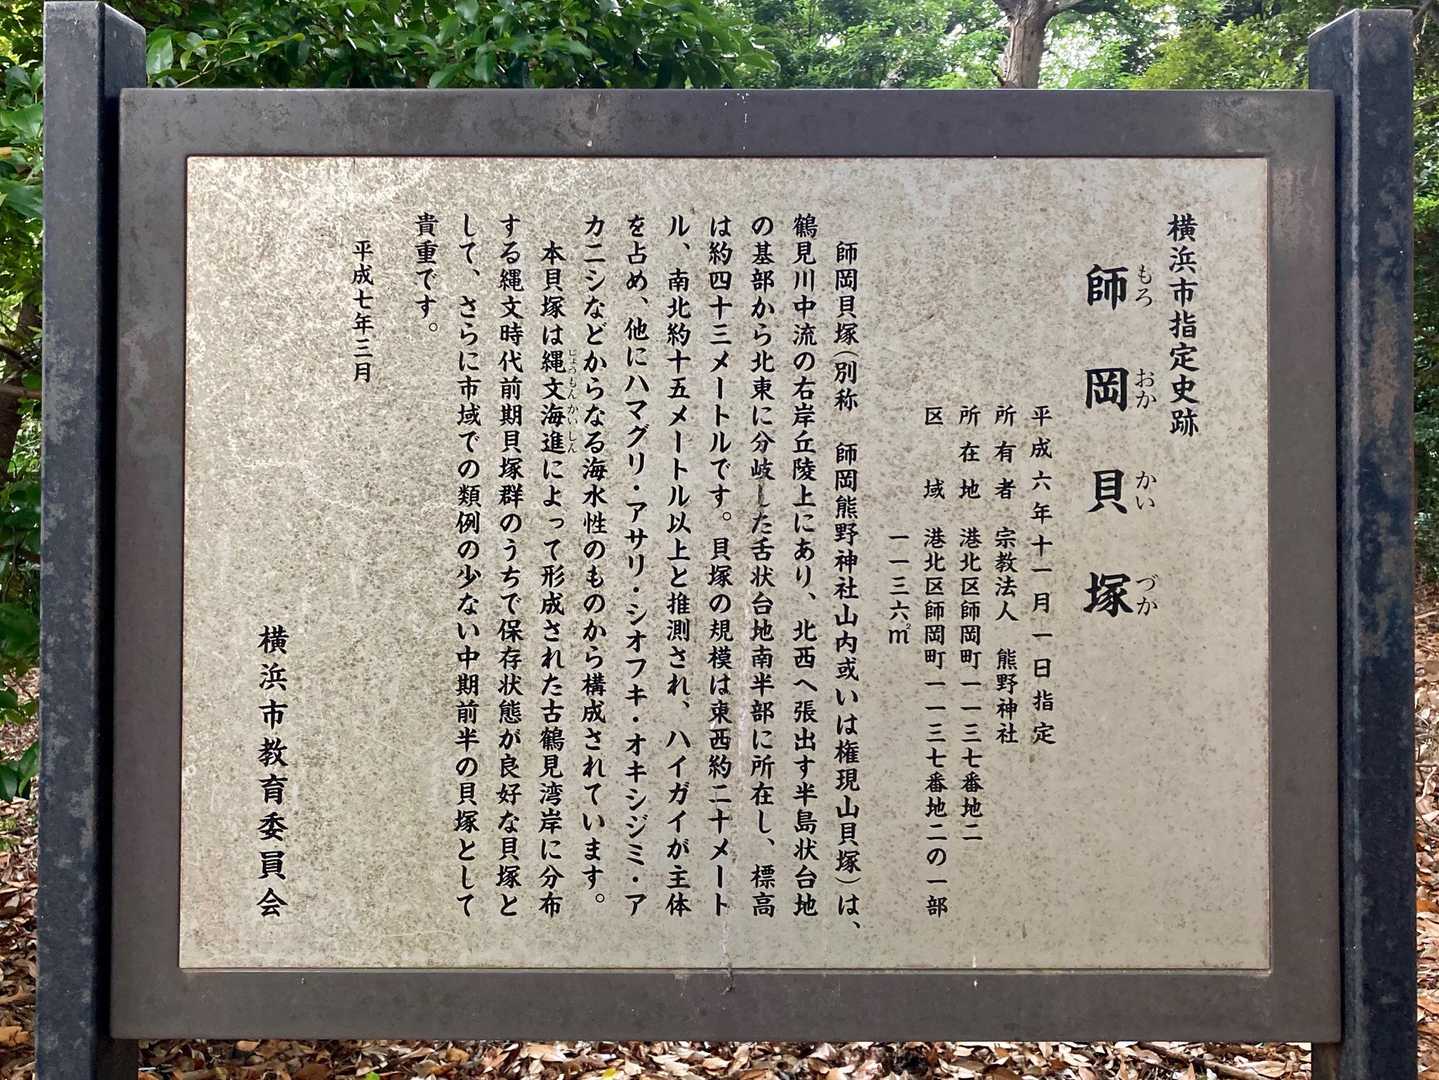 横浜市指定史跡
師岡貝塚
もろおかかいづか
平成六年十一月一日指定
所有者 宗教法人 熊野神社
所在地 港北区師岡町一一三七番地二
区域 港北区師岡町一一三七番地二の一部
一一三六㎡
師岡貝塚(別称 師岡熊野神社山内或いは権現山貝塚)は、
鶴見川中流の右岸丘陵上にあり、北西へ張出す半島状台地
の基部から北東に分岐した舌状台地南半部に所在し、標高
は約四十三メートルです。貝塚の規模は東西約二十メート
ル、南北約十五メートル以上と推測され、ハイガイが主体
を占め、他にハマグリ・アサリ・シオフキ・オキシジミ・ア
カニシなどからなる海水性のものから構成されています。
本貝塚は縄文海進によって形成された古鶴見湾岸に分布
じょうもんかいしん
する縄文時代前期貝塚群のうちで保存状態が良好な貝塚と
して、さらに市域での類例の少ない中期前半の貝塚として
貴重です。
平成七年三月
横浜市教育委員会